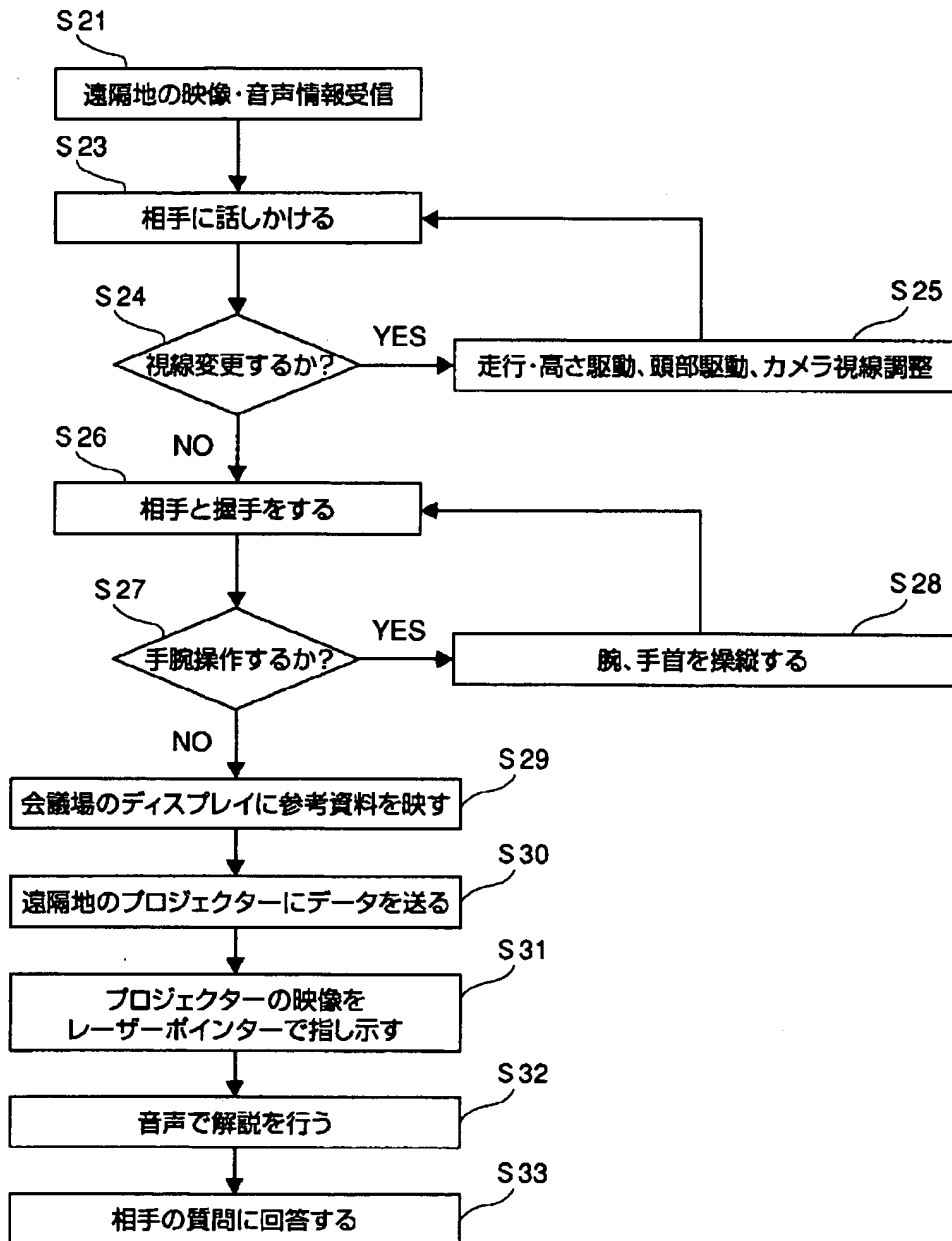 S21
遠隔地の映像・音声情報受信
S23
相手に話しかける
S24
視線変更するか?
YES
S25
走行・高さ駆動、頭部駆動、カメラ視線調整
NO
S26
相手と握手をする
S27
手腕操作するか?
YES
S28
腕、手首を操縦する
NO
S29
会議場のディスプレイに参考資料を映す
S30
遠隔地のプロジェクターにデータを送る
S31
プロジェクターの映像を
レーザーポインターで指し示す
S32
音声で解説を行う
S33
相手の質問に回答する